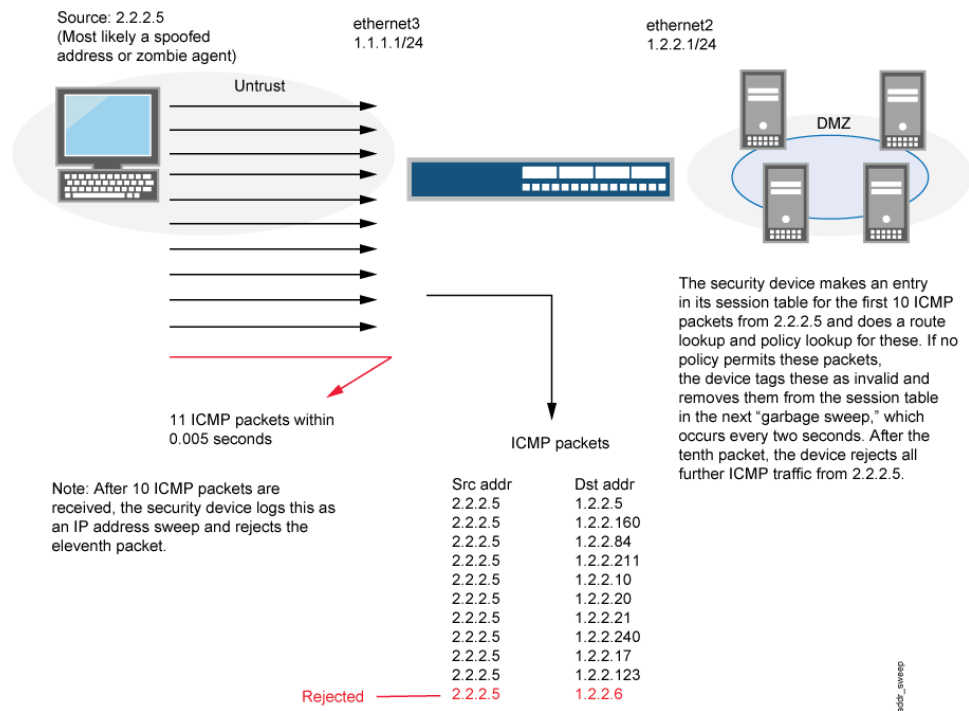 Source: 2.2.2.5
(Most likely a spoofed
address or zombie agent)
ethernet3
1.1.1.1/24
ethernet2
1.2.2.1/24
Untrust
DMZ
The security device makes an entry
in its session table for the first 10 ICMP
packets from 2.2.2.5 and does a route
lookup and policy lookup for these. If no
policy permits these packets,
the device tags these as invalid and
removes them from the session table
in the next “garbage sweep,” which
occurs every two seconds. After the
tenth packet, the device rejects all
further ICMP traffic from 2.2.2.5.
11 ICMP packets within
0.005 seconds
Note: After 10 ICMP packets are
received, the security device logs this as
an IP address sweep and rejects the
eleventh packet.
ICMP packets
Src addr Dst addr
2.2.2.5 1.2.2.5
2.2.2.5 1.2.2.160
2.2.2.5 1.2.2.84
2.2.2.5 1.2.2.211
2.2.2.5 1.2.2.10
2.2.2.5 1.2.2.20
2.2.2.5 1.2.2.21
2.2.2.5 1.2.2.240
2.2.2.5 1.2.2.17
2.2.2.5 1.2.2.123
Rejected 2.2.2.5 1.2.2.6
addr_sweep